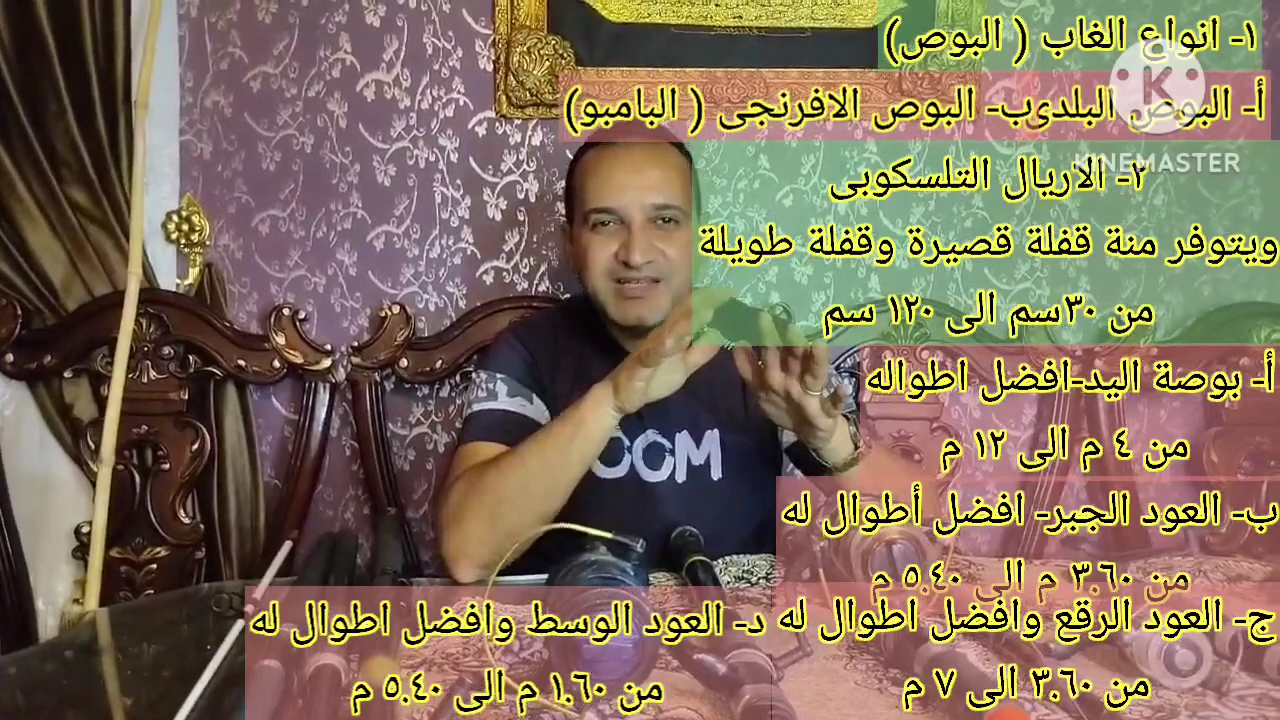 ١- انواع الغاب ( البوص)
أ- البوص البلدىب- البوص الافرنجى ( البامبو)
KINEMASTER
٢- الاريال التلسكوبى
ويتوفر منة قفلة قصيرة وقفلة طويلة
من ٣٠سم الى ١٢٠ سم
أ- بوصة اليد-افضل اطواله
من ٤ م الى ١٢ م
ب- العود الجبر- افضل أطوال له
من ٣.٦٠ م الى ٥.٤٠ م
ج- العود الرقع وافضل اطوال له
من ٣.٦٠ الى ٧ م
د- العود الوسط وافضل اطوال له
من ١.٦٠ م الى ٥.٤٠ م
OOM